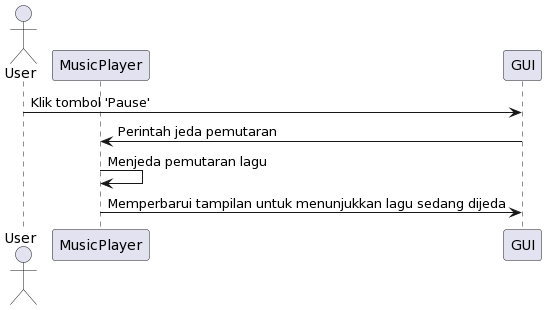 User
MusicPlayer
GUI
Klik tombol 'Pause'
Perintah jeda pemutaran
Menjeda pemutaran lagu
Memperbarui tampilan untuk menunjukkan lagu sedang dijeda
User
MusicPlayer
GUI